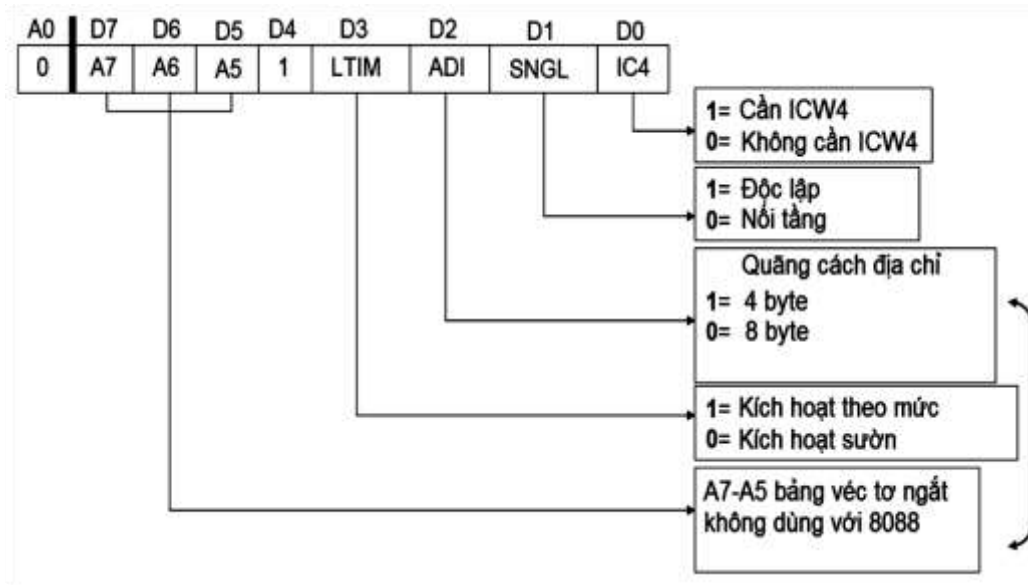 A0 D7 D6 D5 D4 D3 D2 D1 D0
0 A7 A6 A5 1 LTIM ADI SNGL IC4
1= Cần ICW4
0= Không cần ICW4
1= Độc lập
0= Nối tầng
Quãng cách địa chỉ
1= 4 byte
0= 8 byte
1= Kích hoạt theo mức
0= Kích hoạt sườn
A7-A5 bảng véc tơ ngắt
không dùng với 8088